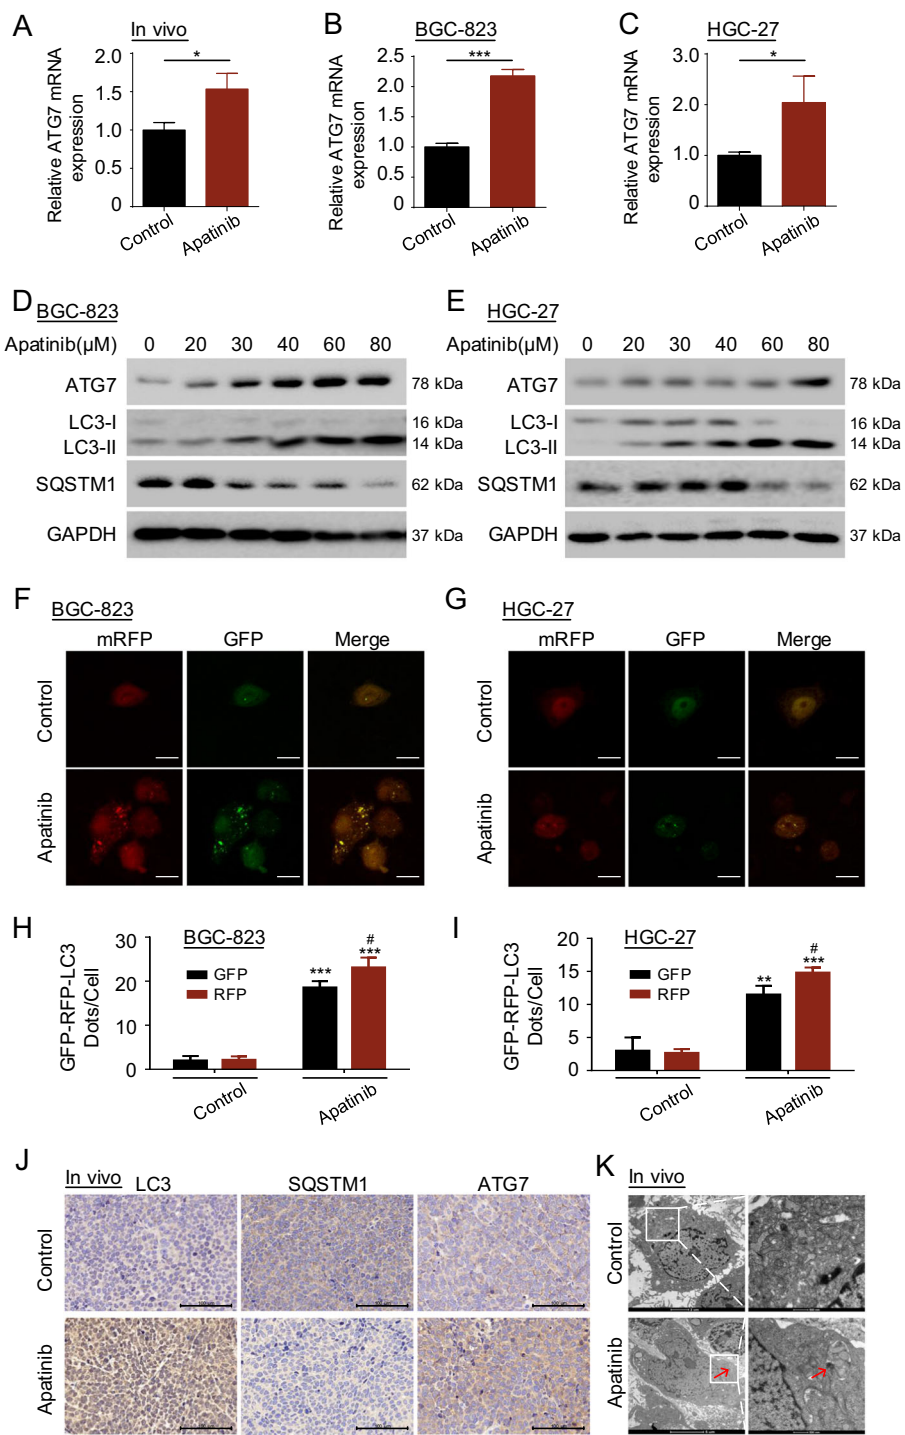 A In vivo
Relative ATG7 mRNA
expression
2.0
1.5
1.0
0.5
0
*
Control
Apatinib
B BGC-823
Relative ATG7 mRNA
expression
2.5
2.0
1.5
1.0
0.5
0
***
Control
Apatinib
C HGC-27
Relative ATG7 mRNA
expression
3.0
2.0
1.0
0
*
Control
Apatinib
D BGC-823
Apatinib(μM) 0 20 30 40 60 80
ATG7 78 kDa
LC3-I 16 kDa
LC3-II 14 kDa
SQSTM1 62 kDa
GAPDH 37 kDa
E HGC-27
Apatinib(μM) 0 20 30 40 60 80
ATG7 78 kDa
LC3-I 16 kDa
LC3-II 14 kDa
SQSTM1 62 kDa
GAPDH 37 kDa
F BGC-823
mRFP GFP Merge
Control
Apatinib
G HGC-27
mRFP GFP Merge
Control
Apatinib
H BGC-823
GFP-RFP-LC3
Dots/Cell
30
20
10
0
GFP
RFP
***
#
***
Control
Apatinib
I HGC-27
GFP-RFP-LC3
Dots/Cell
20
15
10
5
0
GFP
RFP
**
#
***
Control
Apatinib
J In vivo
LC3 SQSTM1 ATG7
Control
100 μm
Apatinib
K In vivo
Control
Apatinib